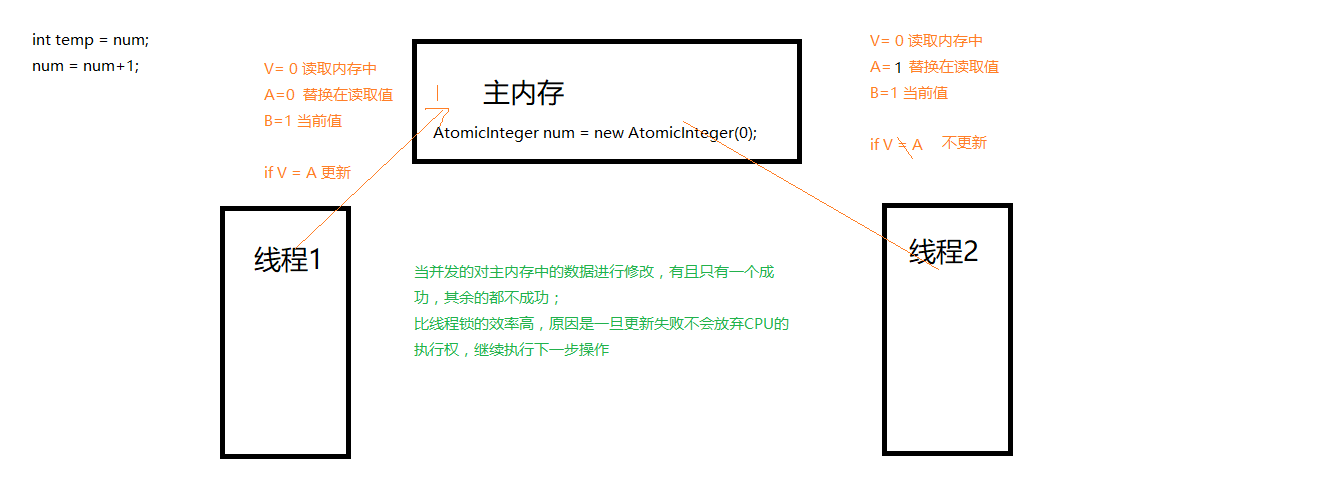 int temp = num;
num = num+1;
V= 0 读取内存中
A=0 替换在读取值
B=1 当前值
if V = A 更新
主内存
AtomicInteger num = new AtomicInteger(0);
V= 0 读取内存中
A= 1 替换在读取值
B=1 当前值
if V = A 不更新
线程1
线程2
当并发的对主内存中的数据进行修改，有且只有一个成
功，其余的都不成功；
比线程锁的效率高，原因是一旦更新失败不会放弃CPU的
执行权，继续执行下一步操作